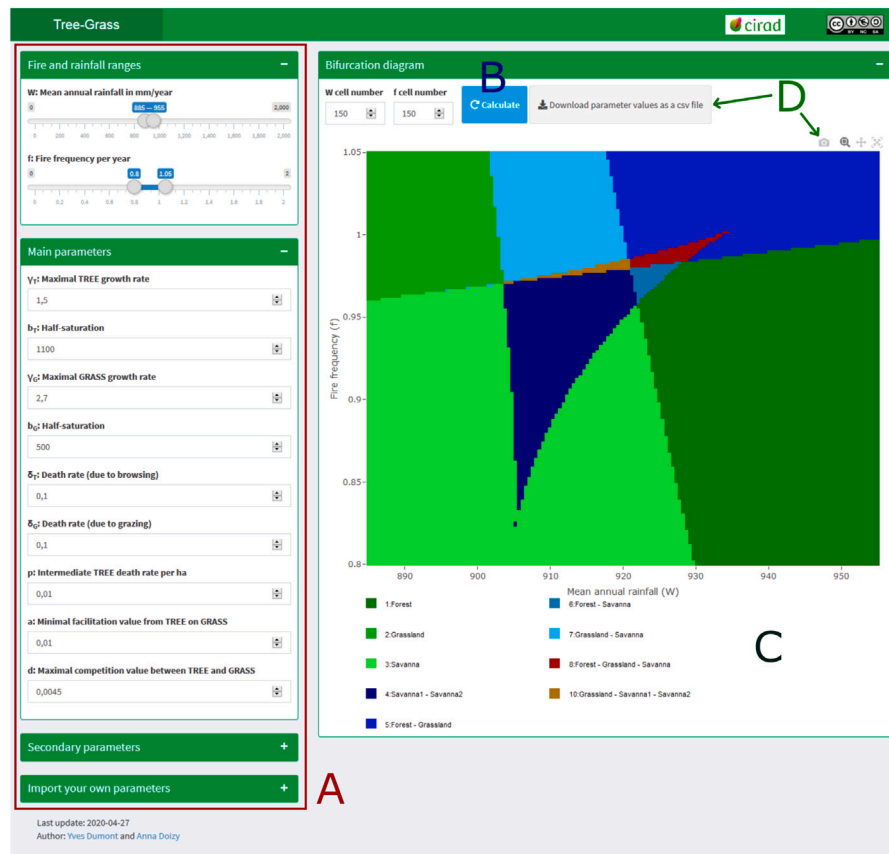 Tree-Grass
cirad
BY NC SA
Fire and rainfall ranges
W: Mean annual rainfall in mm/year
0 885 — 955 2,000
0 200 400 600 800 1,000 1,200 1,400 1,600 1,800 2,000
f: Fire frequency per year
0 0.8 1.05 2
0 0.2 0.4 0.6 0.8 1 1.2 1.4 1.6 1.8 2
Main parameters
γT: Maximal TREE growth rate
1,5
bT: Half-saturation
1100
γG: Maximal GRASS growth rate
2,7
bG: Half-saturation
500
δT: Death rate (due to browsing)
0,1
δG: Death rate (due to grazing)
0,1
p: Intermediate TREE death rate per ha
0,01
a: Minimal facilitation value from TREE on GRASS
0,01
d: Maximal competition value between TREE and GRASS
0,0045
Secondary parameters
Import your own parameters
A
Last update: 2020-04-27
Author: Yves Dumont and Anna Doizy
Bifurcation diagram
B
W cell number f cell number
150 150 Calculate Download parameter values as a csv file
D
1.05
1
0.95
0.9
0.85
0.8
Fire frequency (f)
890 900 910 920 930 940 950
Mean annual rainfall (W)
1:Forest
2:Grassland
3:Savanna
4:Savanna1 - Savanna2
5:Forest - Grassland
6:Forest - Savanna
7:Grassland - Savanna
8:Forest - Grassland - Savanna
10:Grassland - Savanna1 - Savanna2
C